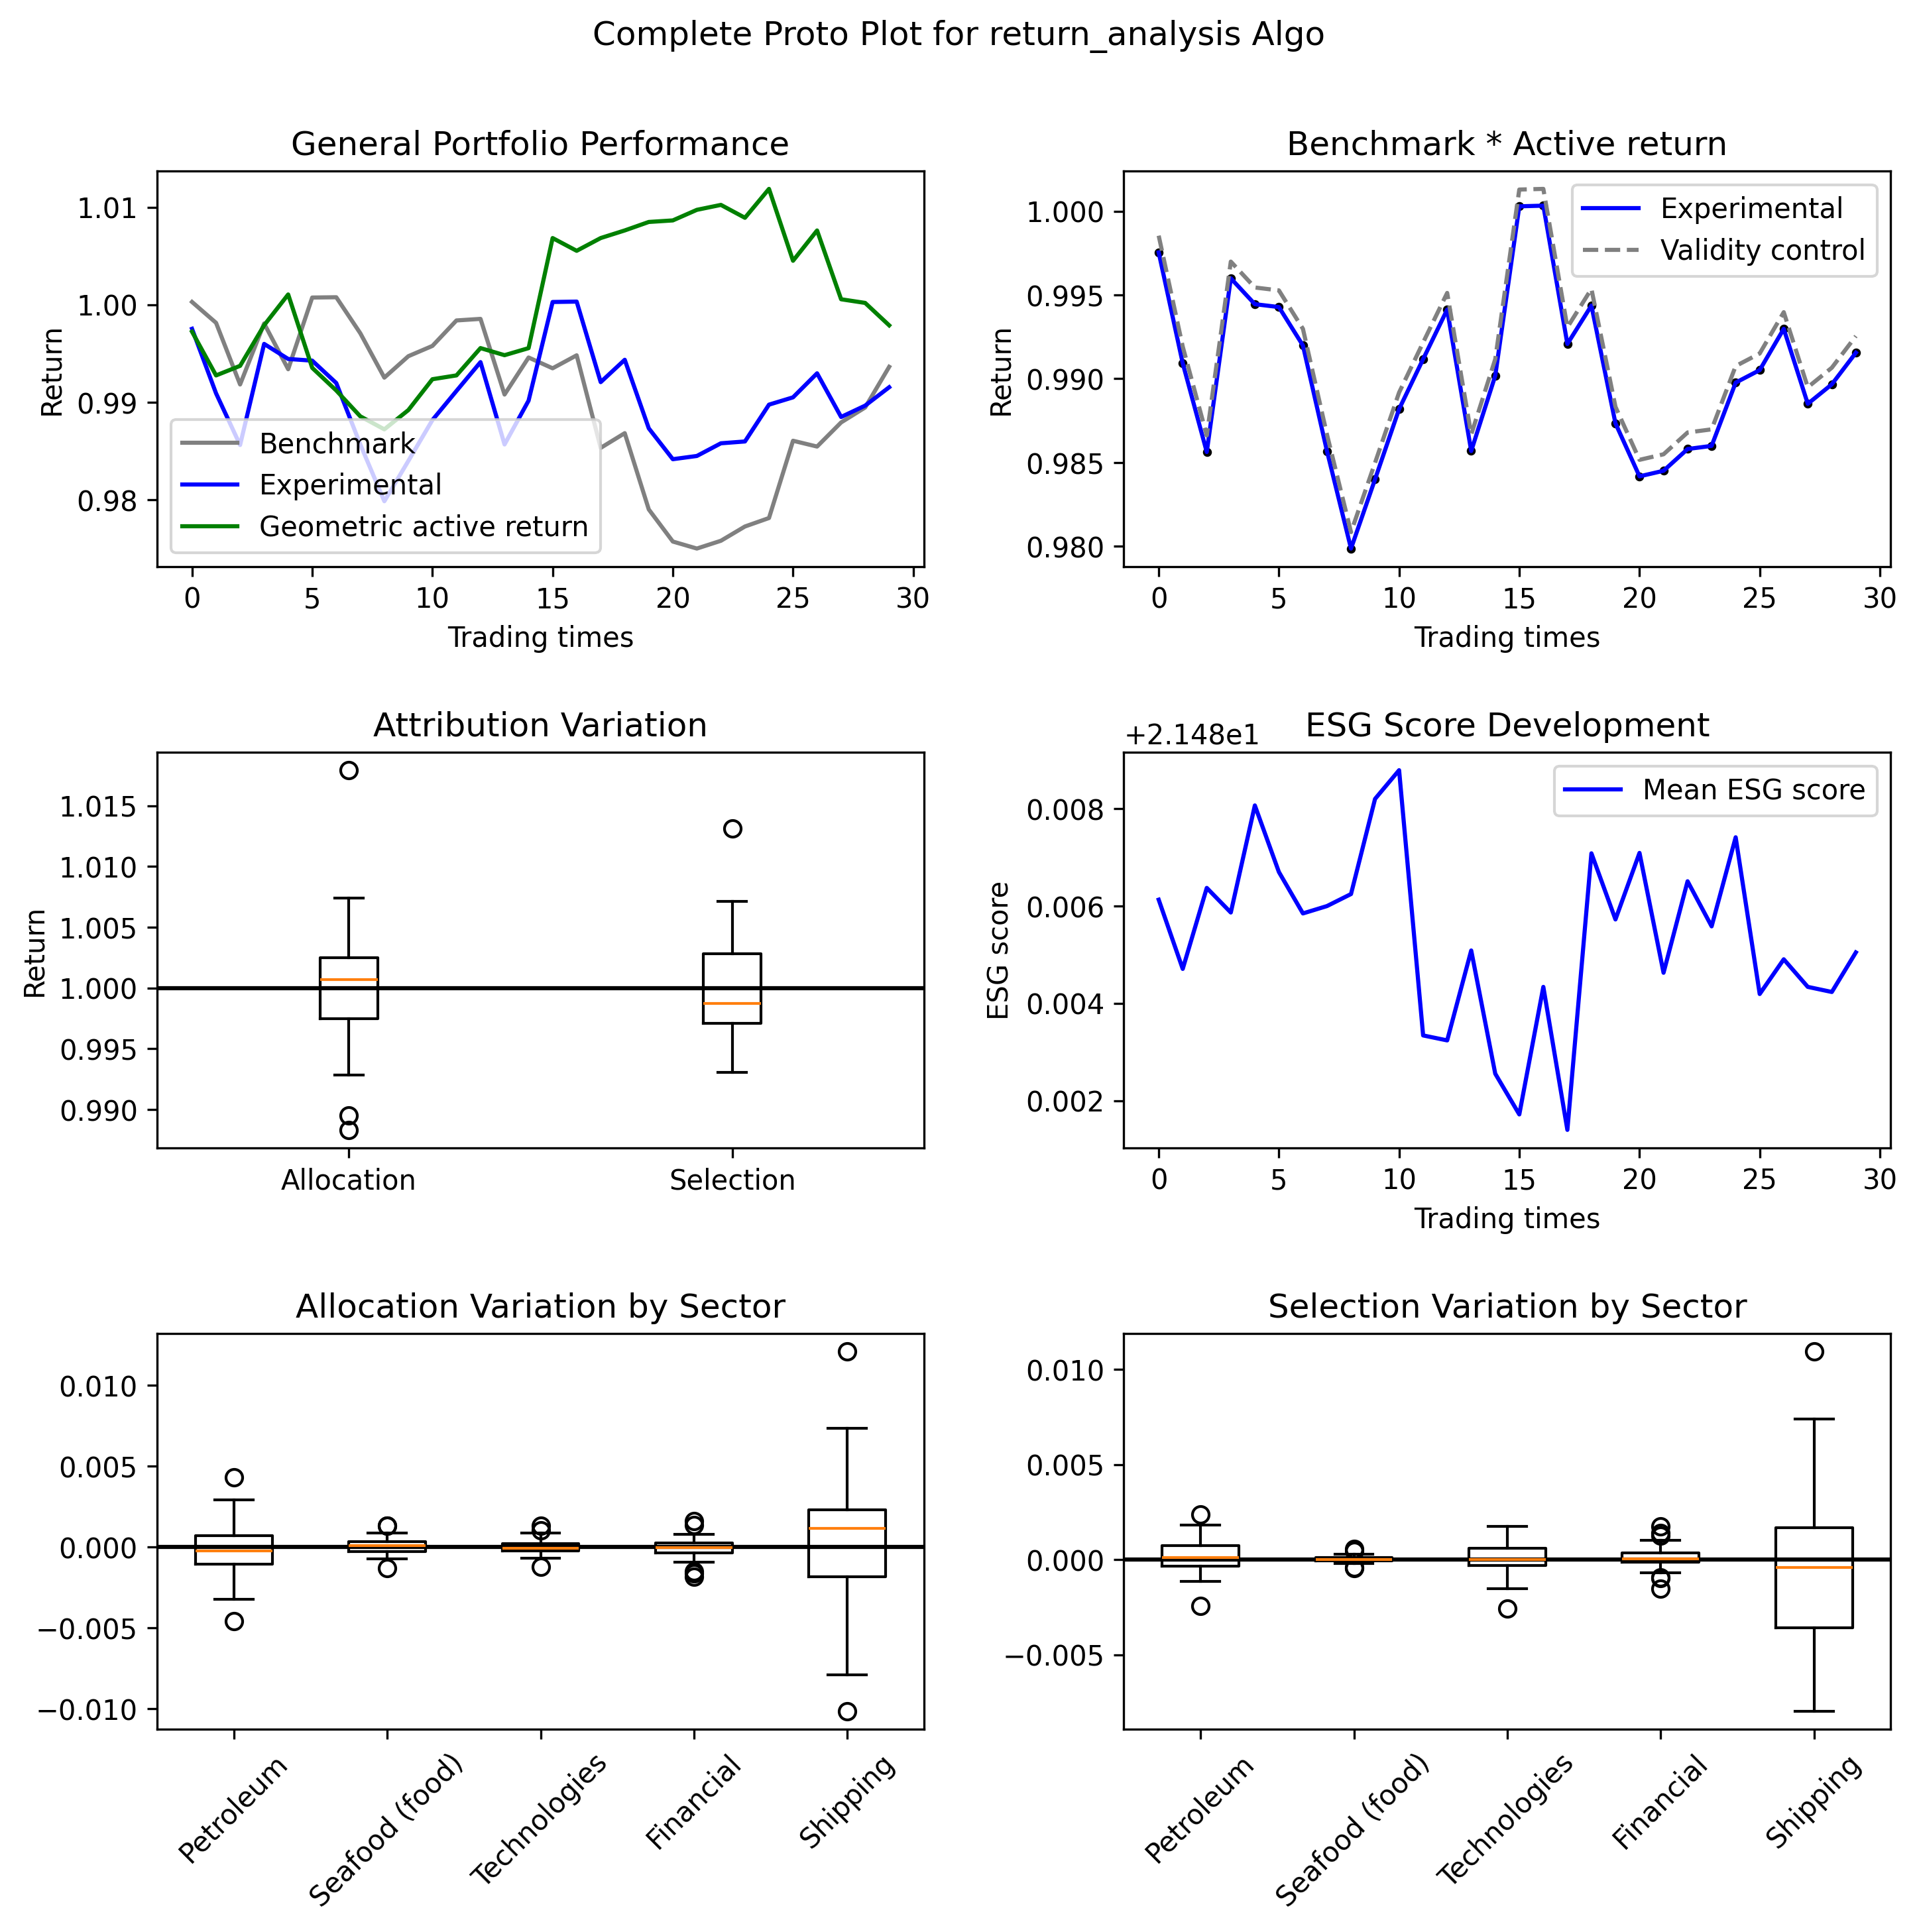 Complete Proto Plot for return_analysis Algo
General Portfolio Performance
1.01
1.00
0.99
0.98
Return
Benchmark
Experimental
Geometric active return
0 5 10 15 20 25 30
Trading times
Benchmark * Active return
1.000
0.995
0.990
0.985
0.980
Return
Experimental
Validity control
0 5 10 15 20 25 30
Trading times
Attribution Variation
1.015
1.010
1.005
1.000
0.995
0.990
Return
Allocation Selection
ESG Score Development
+2.148e1
0.008
0.006
0.004
0.002
ESG score
Mean ESG score
0 5 10 15 20 25 30
Trading times
Allocation Variation by Sector
0.010
0.005
0.000
−0.005
−0.010
Petroleum
Seafood (food)
Technologies
Financial
Shipping
Selection Variation by Sector
0.010
0.005
0.000
−0.005
Petroleum
Seafood (food)
Technologies
Financial
Shipping